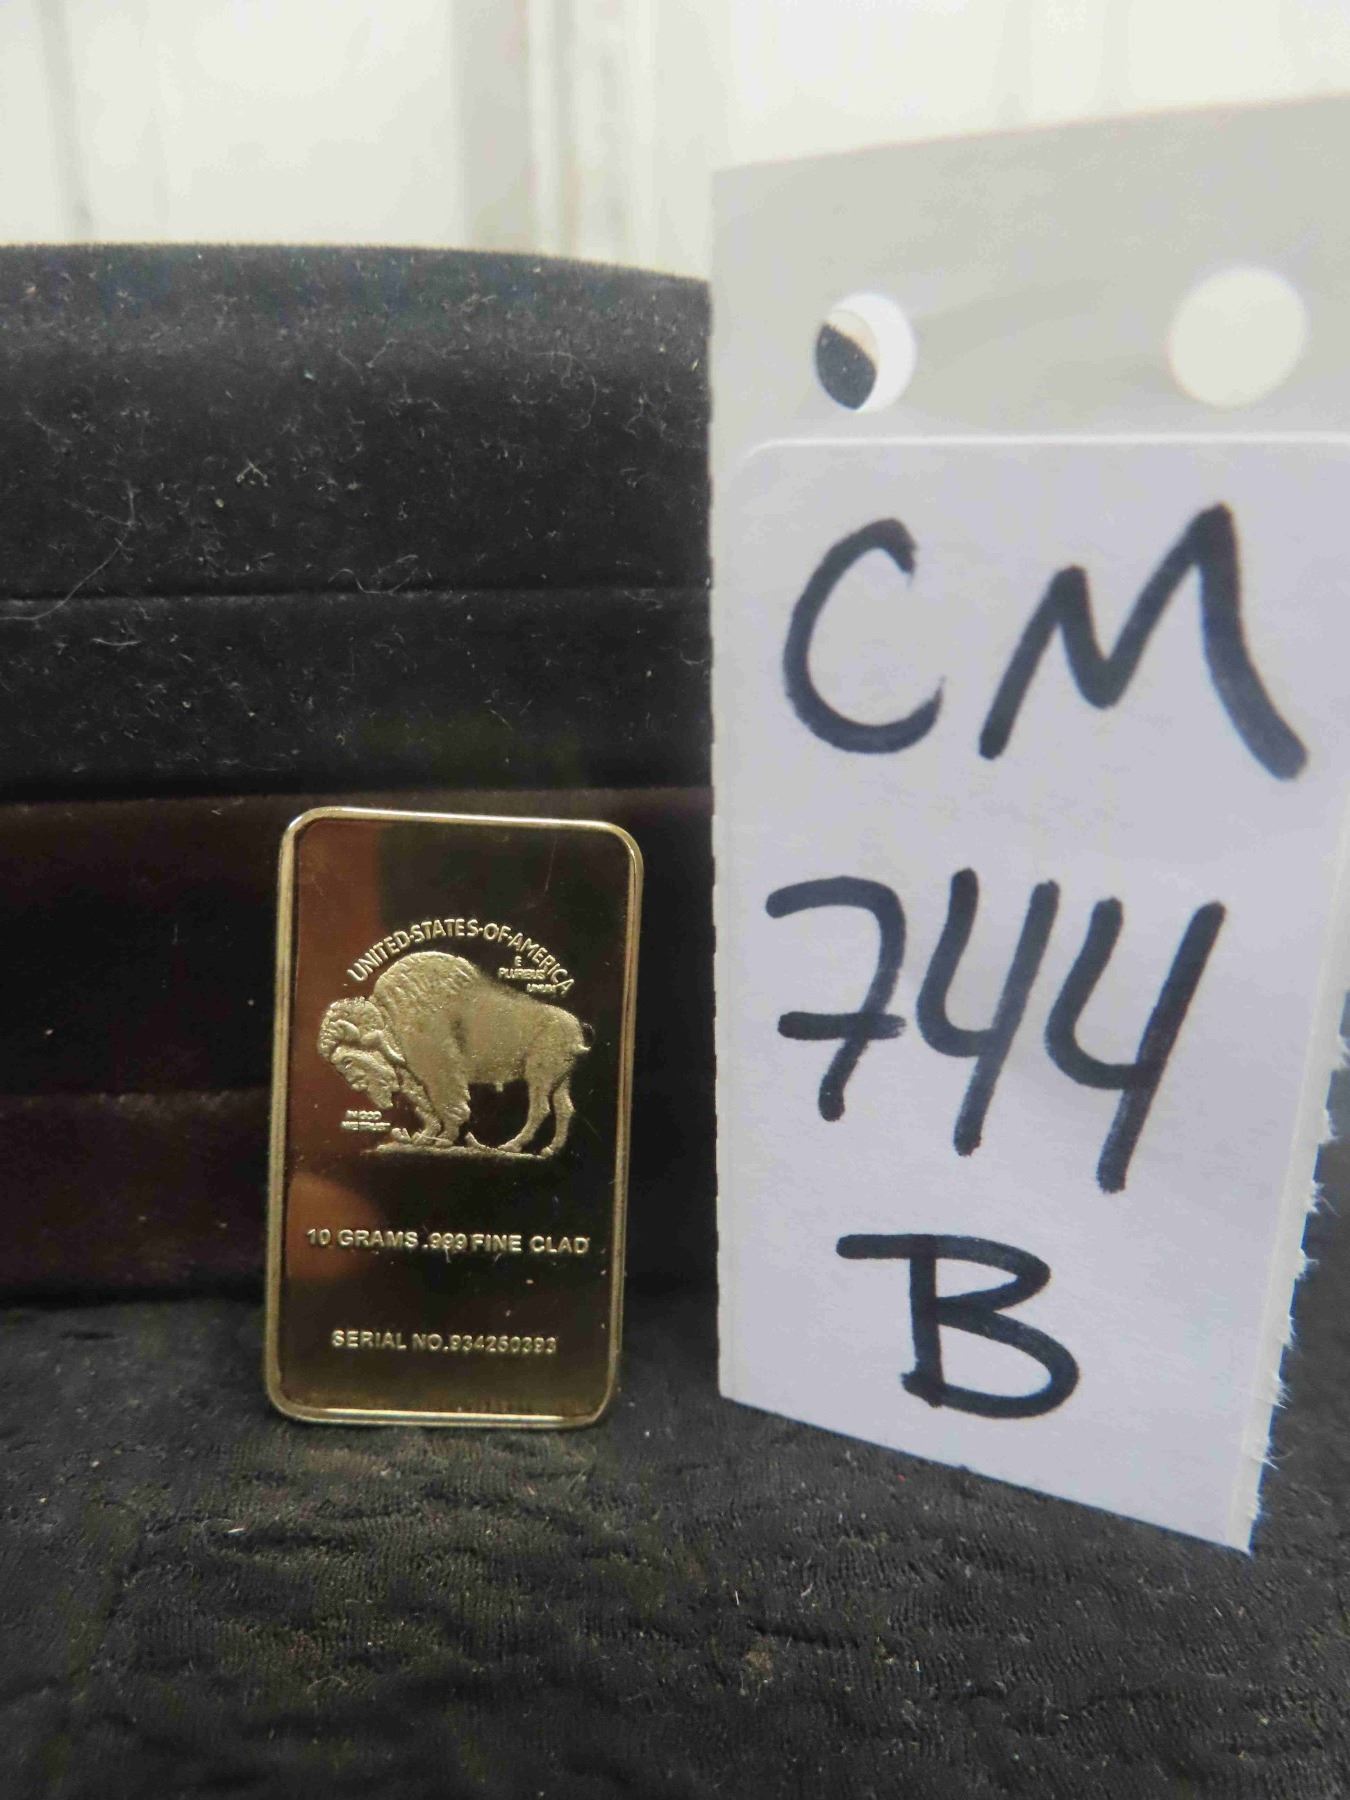 UNITED·STATES·OF·AMERICA
E
PLURIBUS
UNUM
IN GOD
WE TRUST
10 GRAMS .999 FINE CLAD
SERIAL NO.934260393
CM
744
B